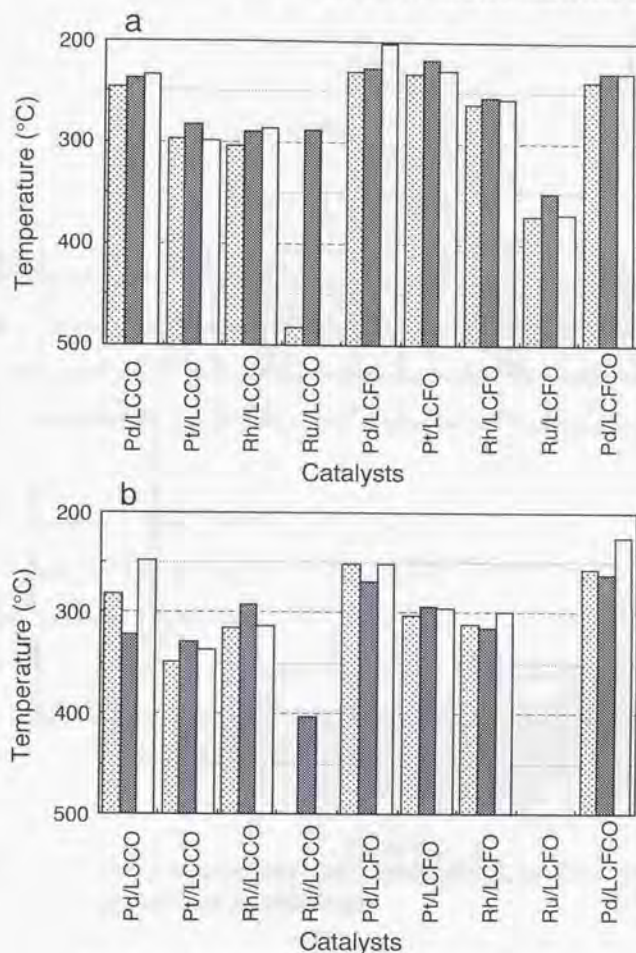 a
200
300
400
500
Temperature (°C)
Pd/LCCO
Pt//LCCO
Rh//LCCO
Ru//LCCO
Pd/LCFO
Pt/LCFO
Rh/LCFO
Ru/LCFO
Pd/LCFCO
Catalysts
b
200
300
400
500
Temperature (°C)
Pd/LCCO
Pt//LCCO
Rh//LCCO
Ru//LCCO
Pd/LCFO
Pt/LCFO
Rh/LCFO
Ru/LCFO
Pd/LCFCO
Catalysts